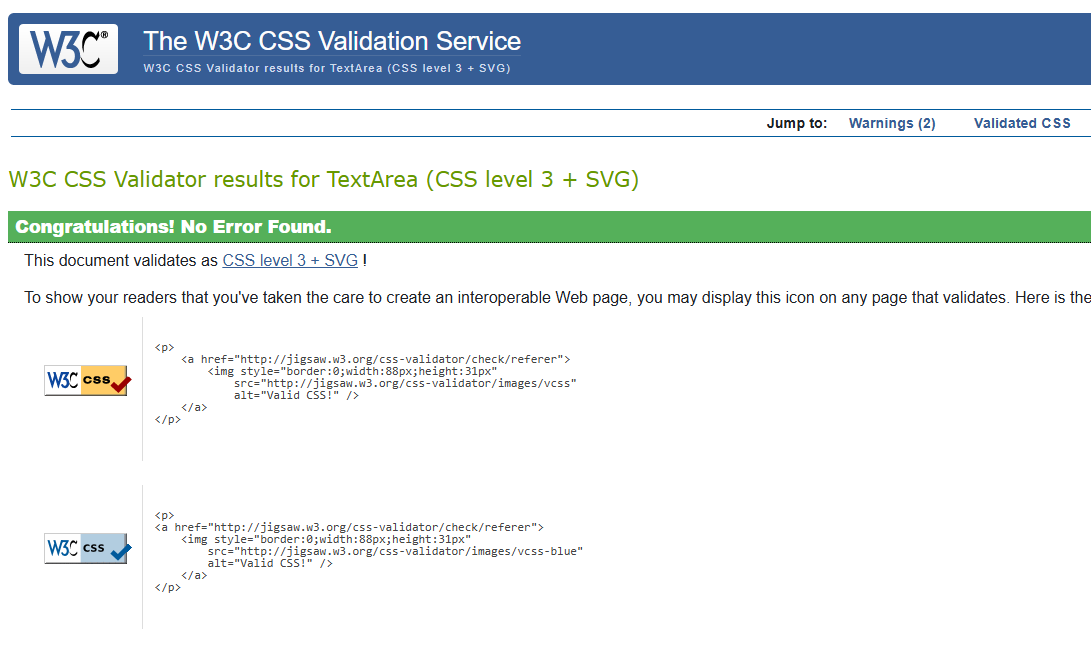 W3C®
The W3C CSS Validation Service
W3C CSS Validator results for TextArea (CSS level 3 + SVG)
Jump to: Warnings (2) Validated CSS
W3C CSS Validator results for TextArea (CSS level 3 + SVG)
Congratulations! No Error Found.
This document validates as CSS level 3 + SVG !
To show your readers that you've taken the care to create an interoperable Web page, you may display this icon on any page that validates. Here is the
<p>
<a href="http://jigsaw.w3.org/css-validator/check/referer">
<img style="border:0;width:88px;height:31px"
W3C css
src="http://jigsaw.w3.org/css-validator/images/vcss"
alt="Valid CSS!" />
</a>
</p>
<p>
<a href="http://jigsaw.w3.org/css-validator/check/referer">
<img style="border:0;width:88px;height:31px"
W3C css
src="http://jigsaw.w3.org/css-validator/images/vcss-blue"
alt="Valid CSS!" />
</a>
</p>